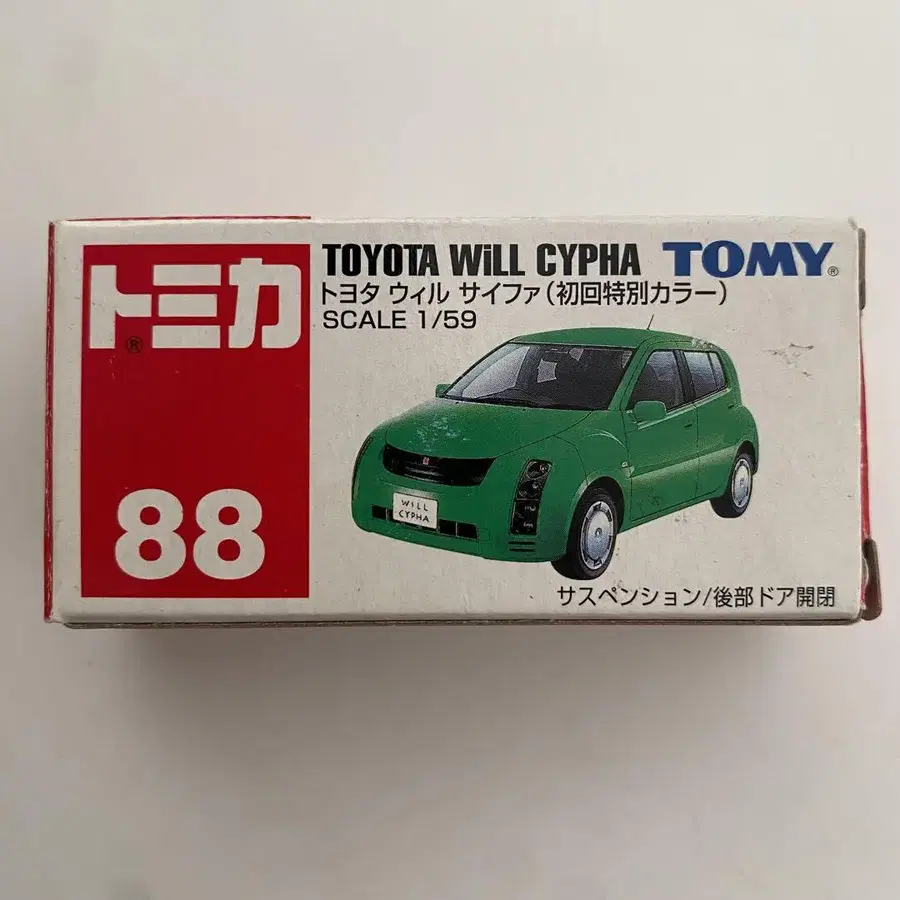 トミカ®
88
TOYOTA WiLL CYPHA TOMY®
トヨタ ウィル サイファ(初回特別カラー)
SCALE 1/59
WiLL
CYPHA
サスペンション/後部ドア開閉